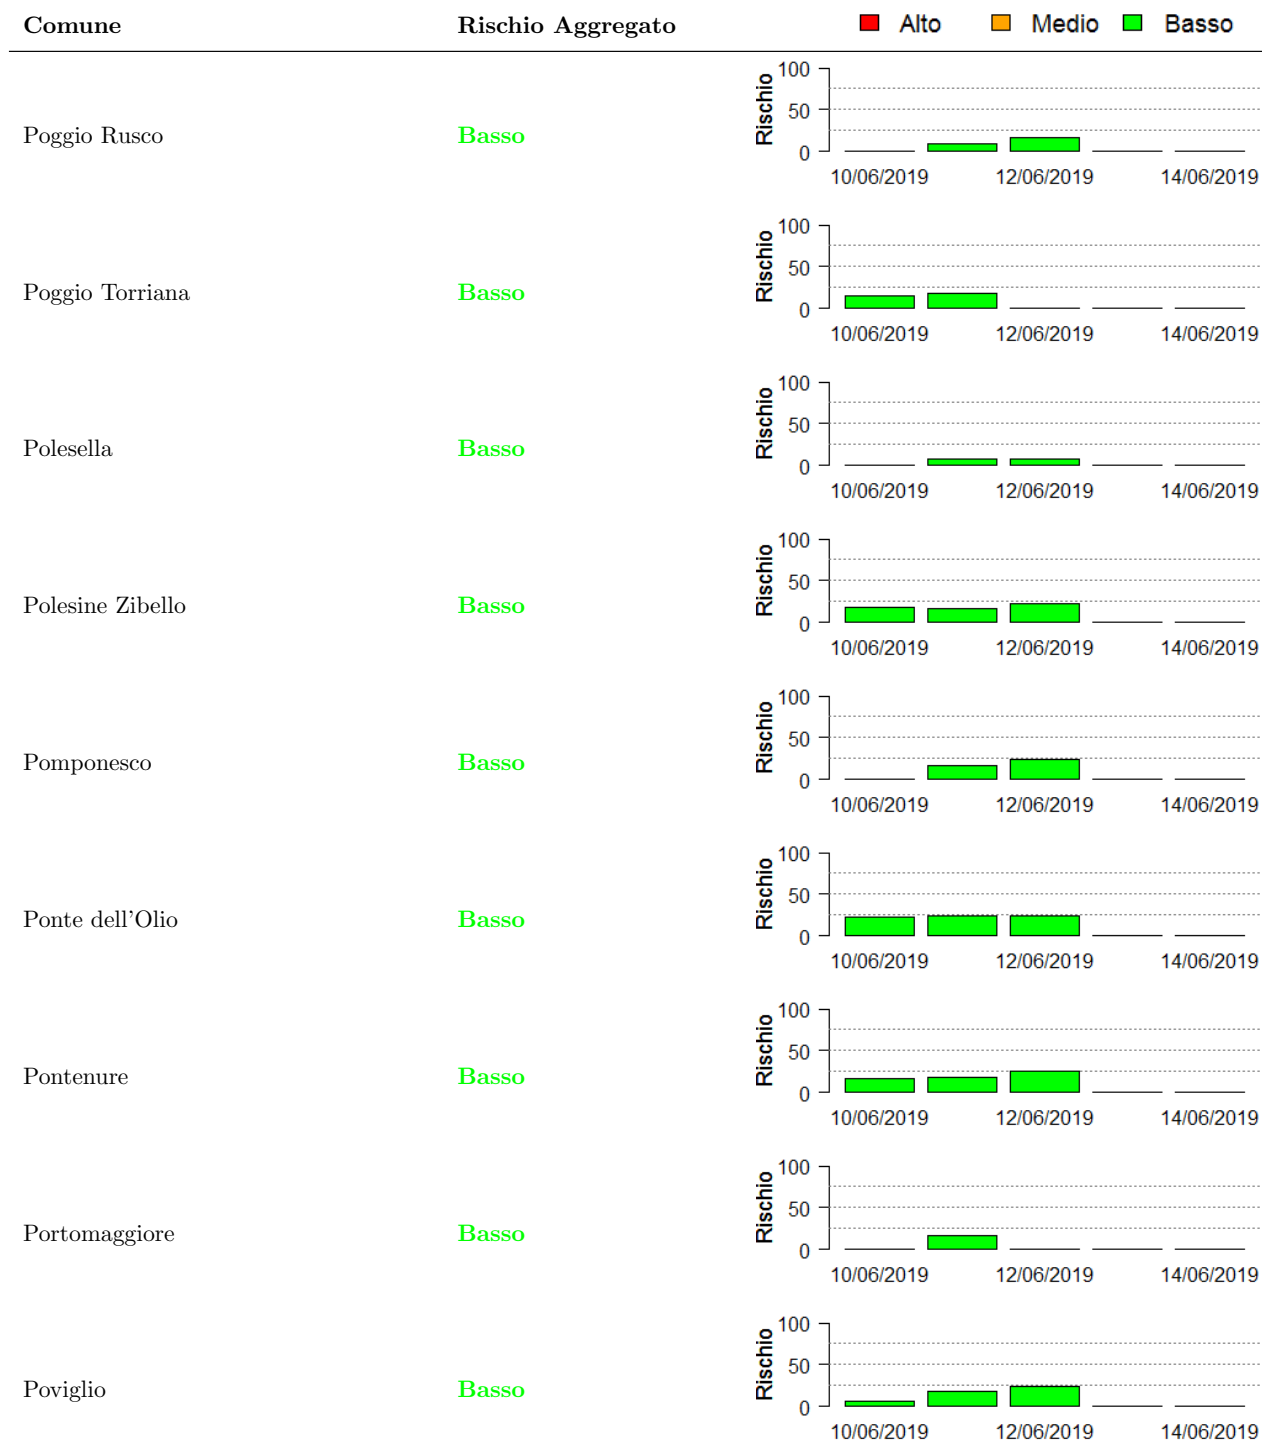 Comune Rischio Aggregato Alto Medio Basso
100
50
0
Rischio
Poggio Rusco Basso
10/06/2019 12/06/2019 14/06/2019
100
50
0
Rischio
Poggio Torriana Basso
10/06/2019 12/06/2019 14/06/2019
100
50
0
Rischio
Polesella Basso
10/06/2019 12/06/2019 14/06/2019
100
50
0
Rischio
Polesine Zibello Basso
10/06/2019 12/06/2019 14/06/2019
100
50
0
Rischio
Pomponesco Basso
10/06/2019 12/06/2019 14/06/2019
100
50
0
Rischio
Ponte dell'Olio Basso
10/06/2019 12/06/2019 14/06/2019
100
50
0
Rischio
Pontenure Basso
10/06/2019 12/06/2019 14/06/2019
100
50
0
Rischio
Portomaggiore Basso
10/06/2019 12/06/2019 14/06/2019
100
50
0
Rischio
Poviglio Basso
10/06/2019 12/06/2019 14/06/2019